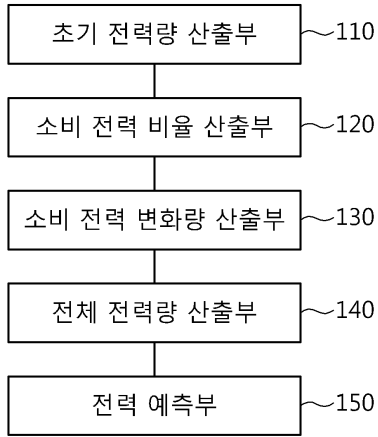 초기 전력량 산출부 110
소비 전력 비율 산출부 120
소비 전력 변화량 산출부 130
전체 전력량 산출부 140
전력 예측부 150